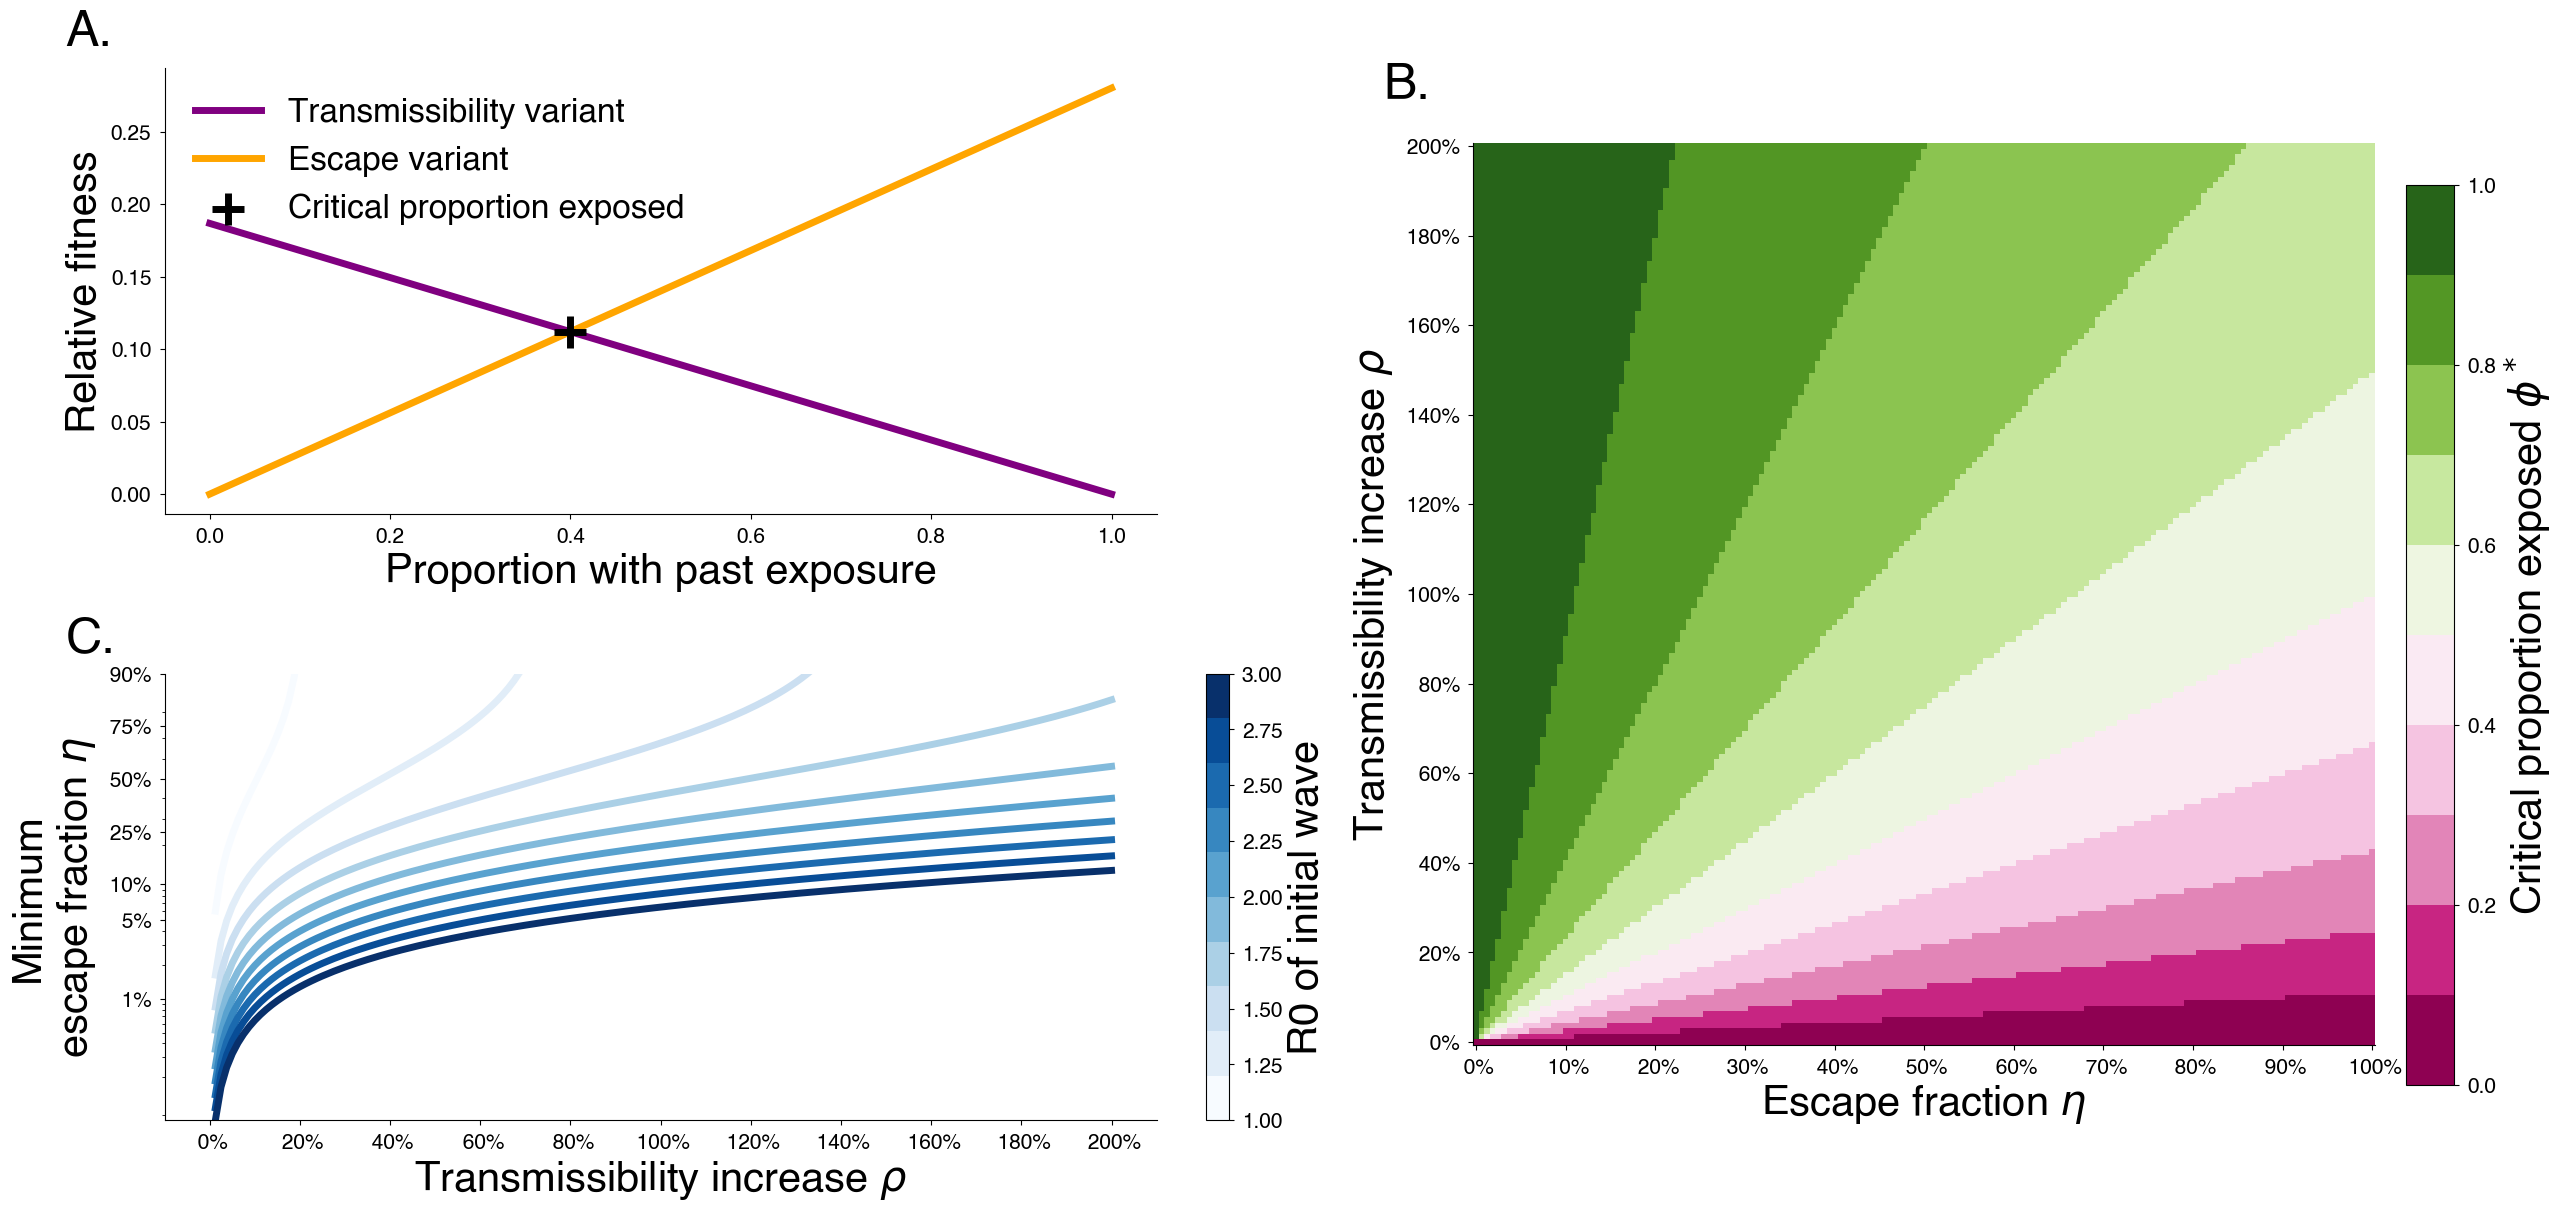 A.
Transmissibility variant
Escape variant
Critical proportion exposed
Relative fitness
0.25
0.20
0.15
0.10
0.05
0.00
0.0 0.2 0.4 0.6 0.8 1.0
Proportion with past exposure
B.
200%
180%
160%
140%
120%
100%
80%
60%
40%
20%
0%
Transmissibility increase ρ
0% 10% 20% 30% 40% 50% 60% 70% 80% 90% 100%
Escape fraction η
1.0
0.8
0.6
0.4
0.2
0.0
Critical proportion exposed ϕ*
C.
90%
75%
50%
25%
10%
5%
1%
Minimum
escape fraction η
0% 20% 40% 60% 80% 100% 120% 140% 160% 180% 200%
Transmissibility increase ρ
3.00
2.75
2.50
2.25
2.00
1.75
1.50
1.25
1.00
R0 of initial wave